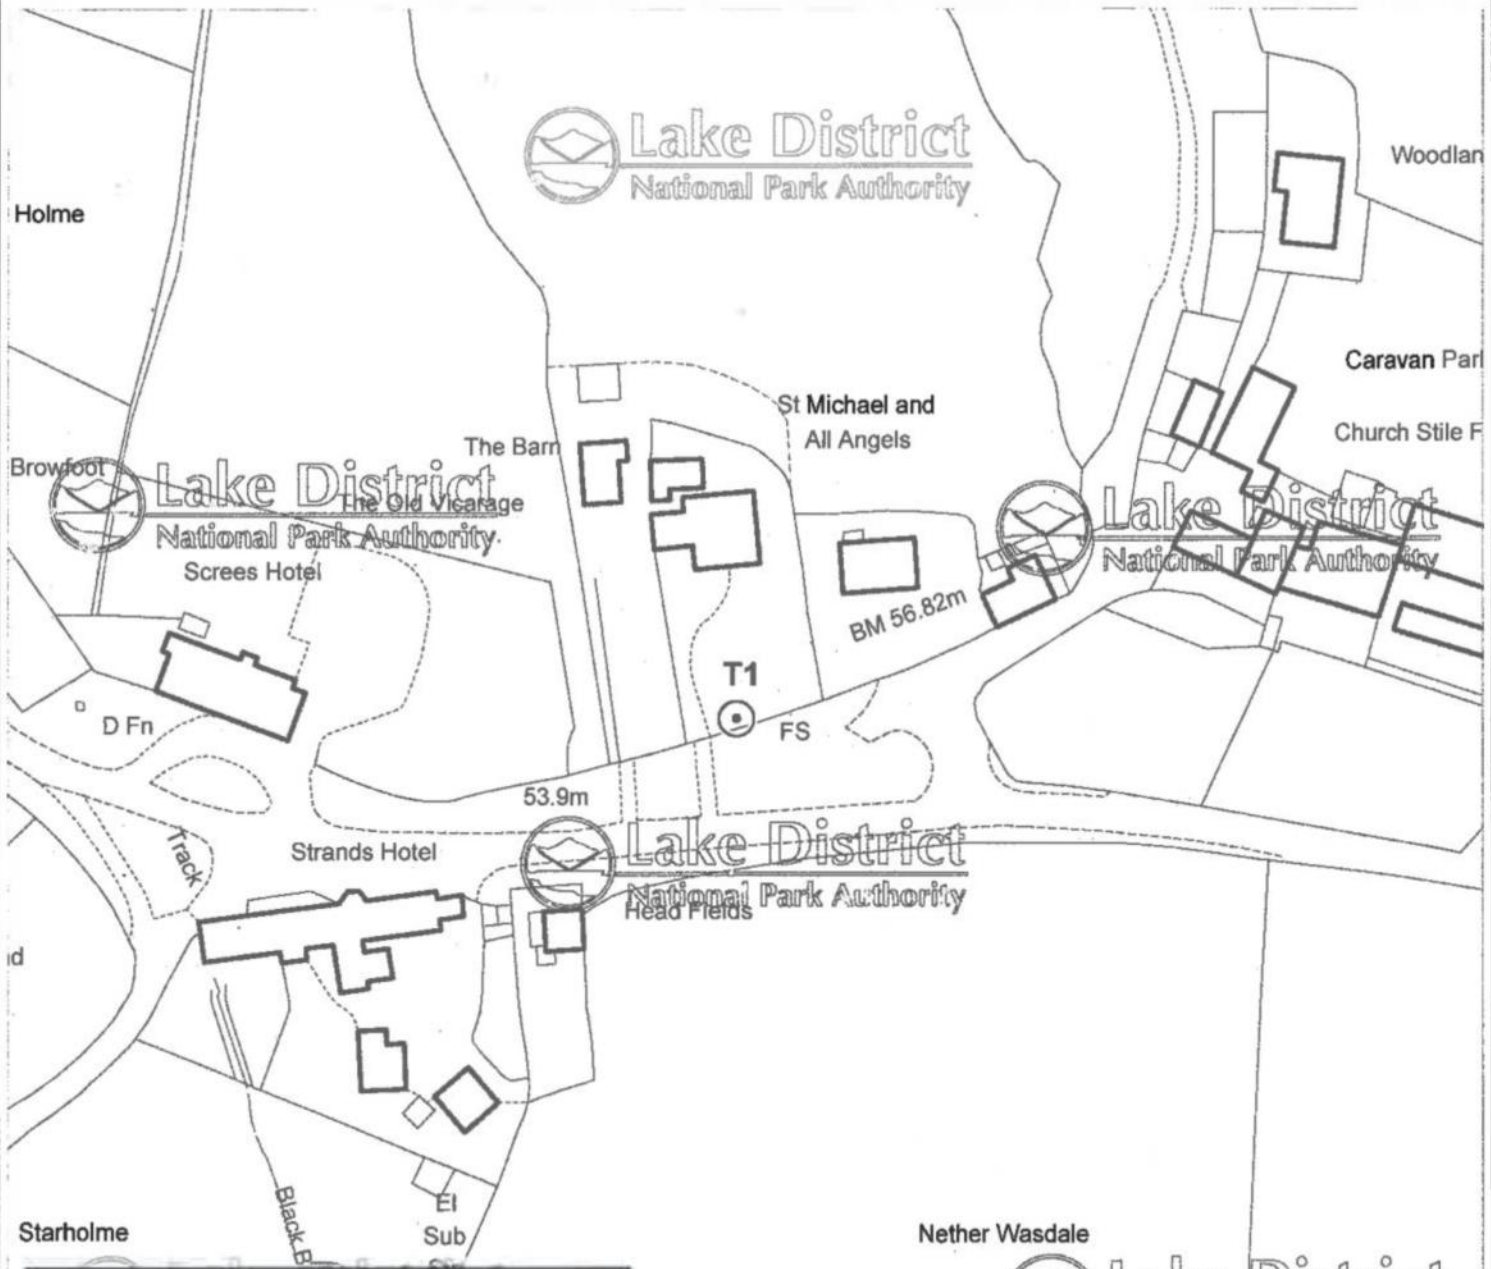 Lake District
National Park Authority
Woodlan
Holme
Caravan Parl
St Michael and
All Angels
Church Stile F
The Barn
Browfoot
Lake District
The Old Vicarage
National Park Authority
Screes Hotel
Lake District
National Park Authority
BM 56.82m
T1
D Fn
FS
53.9m
Track
Strands Hotel
Lake District
National Park Authority
Head Fields
d
Black B
El
Sub
Starholme
Nether Wasdale